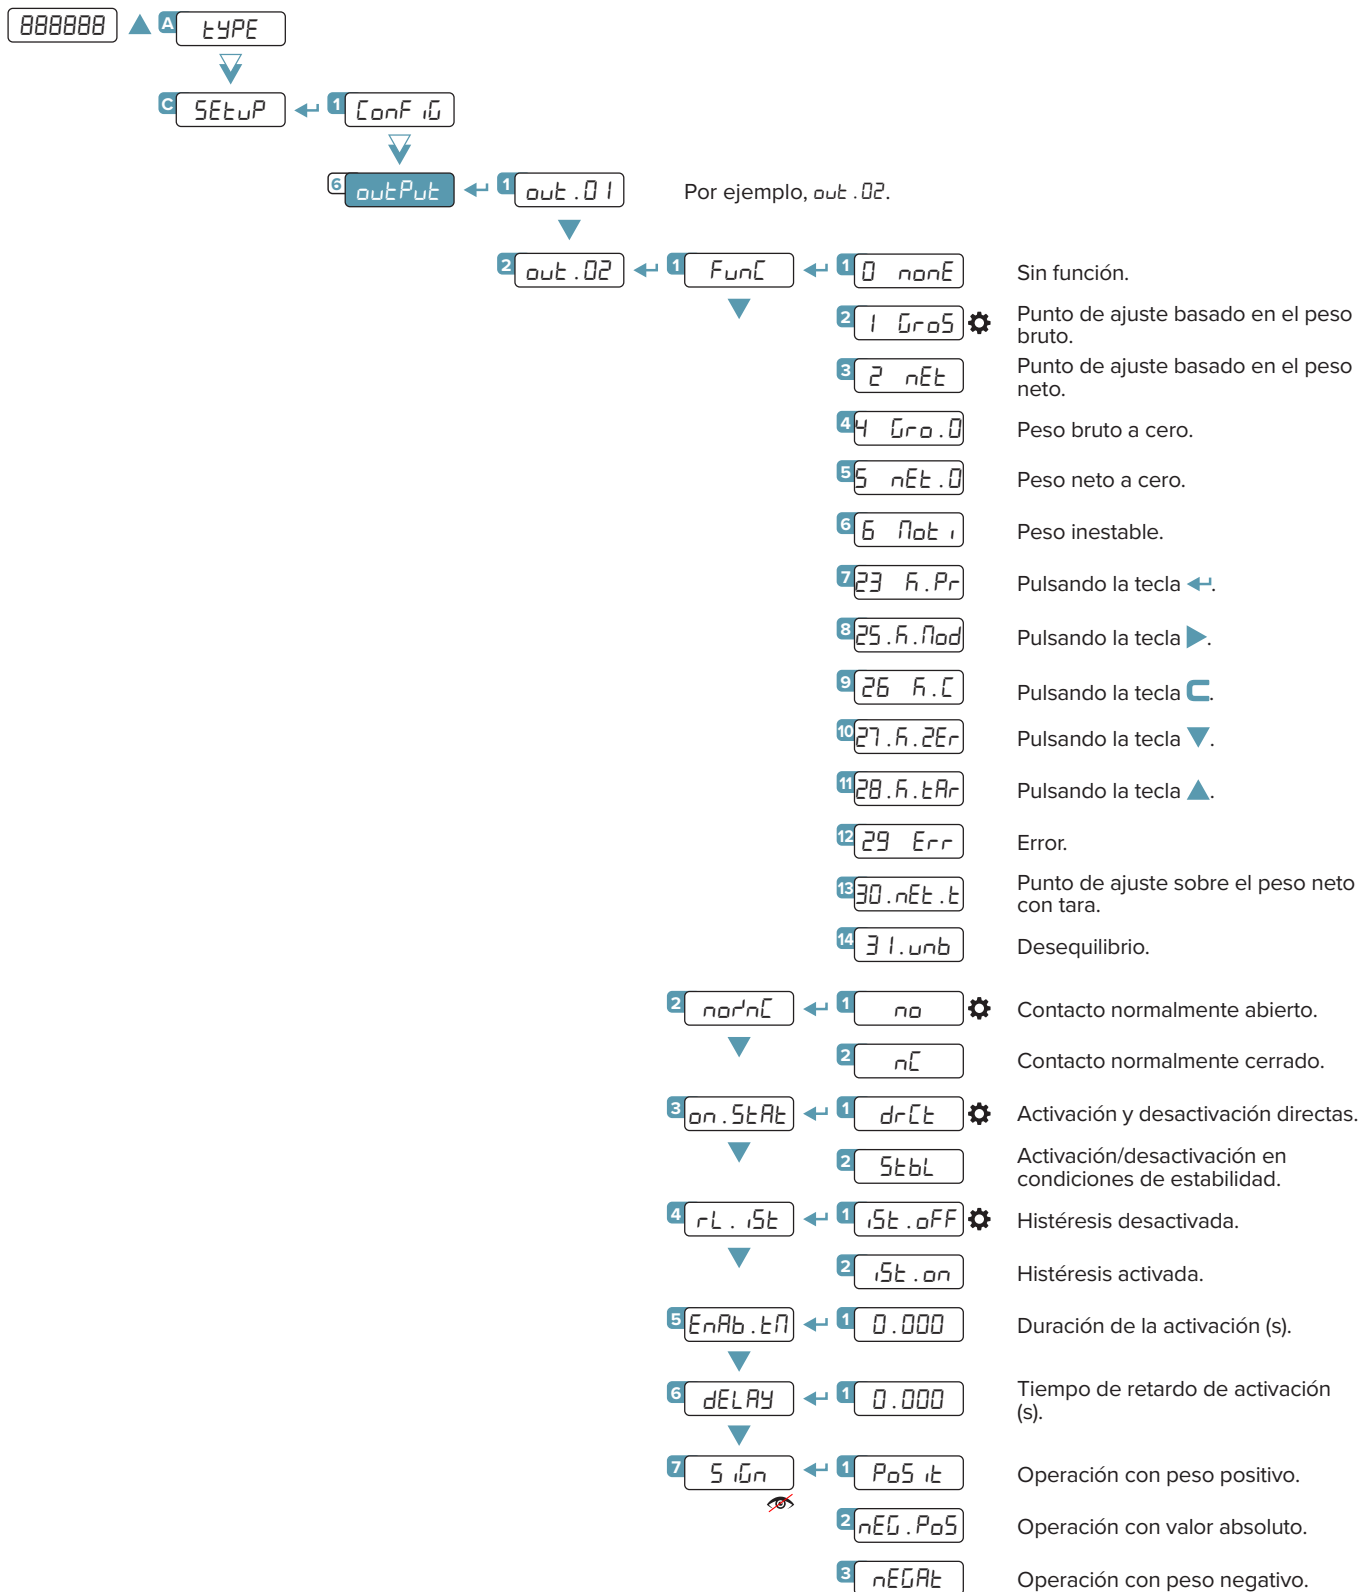 888888 A tYPE
C SEtuP 1 ConFiG
6 outPut 1 out.01 Por ejemplo, out.02.
2 out.02 1 FunC 1 0 nonE Sin función.
2 1 GroS Punto de ajuste basado en el peso
bruto.
3 2 nEt Punto de ajuste basado en el peso
neto.
4 4 Gro.0 Peso bruto a cero.
5 5 nEt.0 Peso neto a cero.
6 6 Moti Peso inestable.
7 23 K.Pr Pulsando la tecla ↵.
8 25.K.Mod Pulsando la tecla ▶.
9 26 K.C Pulsando la tecla C.
10 27.K.2Er Pulsando la tecla ▼.
11 28.K.tAr Pulsando la tecla ▲.
12 29 Err Error.
13 30.nEt.t Punto de ajuste sobre el peso neto
con tara.
14 31.unb Desequilibrio.
2 no/nC 1 no Contacto normalmente abierto.
2 nC Contacto normalmente cerrado.
3 on.StAt 1 drCt Activación y desactivación directas.
2 StbL Activación/desactivación en
condiciones de estabilidad.
4 rL.iSt 1 iSt.oFF Histéresis desactivada.
2 iSt.on Histéresis activada.
5 EnAb.tM 1 0.000 Duración de la activación (s).
6 dELAY 1 0.000 Tiempo de retardo de activación
(s).
7 SiGn 1 PoSit Operación con peso positivo.
2 nEG.PoS Operación con valor absoluto.
3 nEGAt Operación con peso negativo.